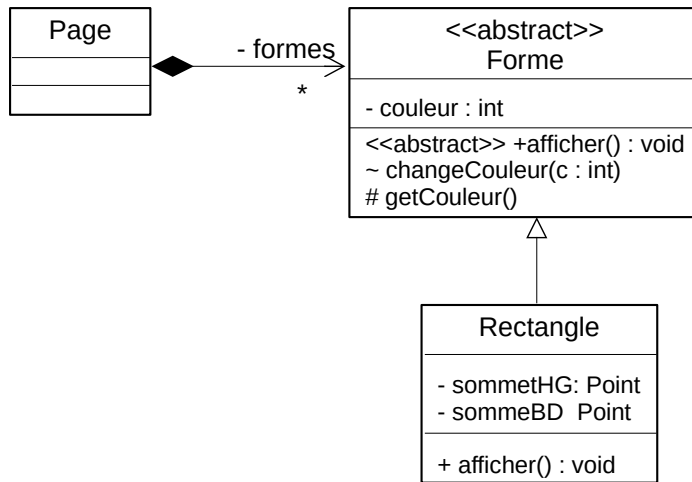 Page
- formes
*
<<abstract>>
Forme
- couleur : int
<<abstract>> +afficher() : void
~ changeCouleur(c : int)
# getCouleur()
Rectangle
- sommetHG: Point
- sommeBD  Point
+ afficher() : void